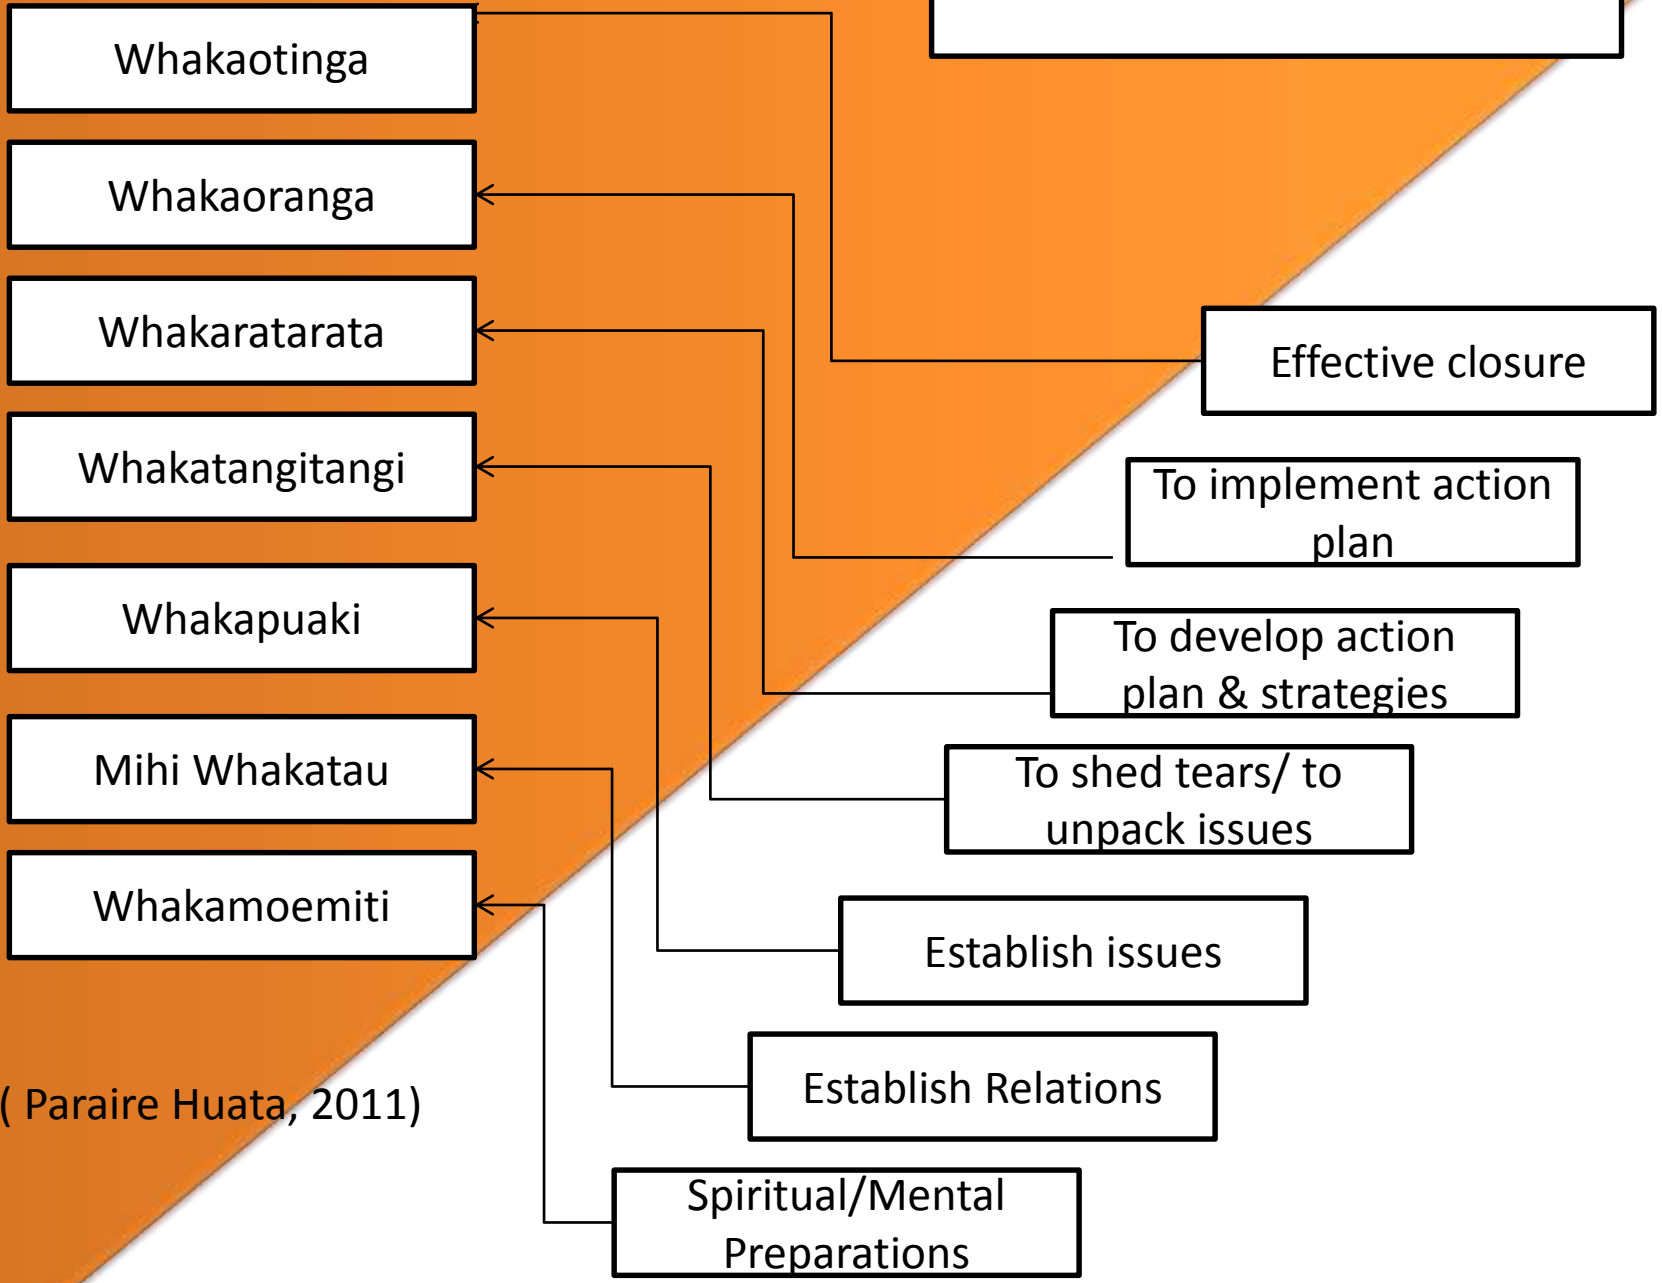 Whakaotinga
Whakaoranga
Whakaratarata
Whakatangitangi
Whakapuaki
Mihi Whakatau
Whakamoemiti
Effective closure
To implement action
plan
To develop action
plan & strategies
To shed tears/ to
unpack issues
Establish issues
Establish Relations
Spiritual/Mental
Preparations
( Paraire Huata, 2011)